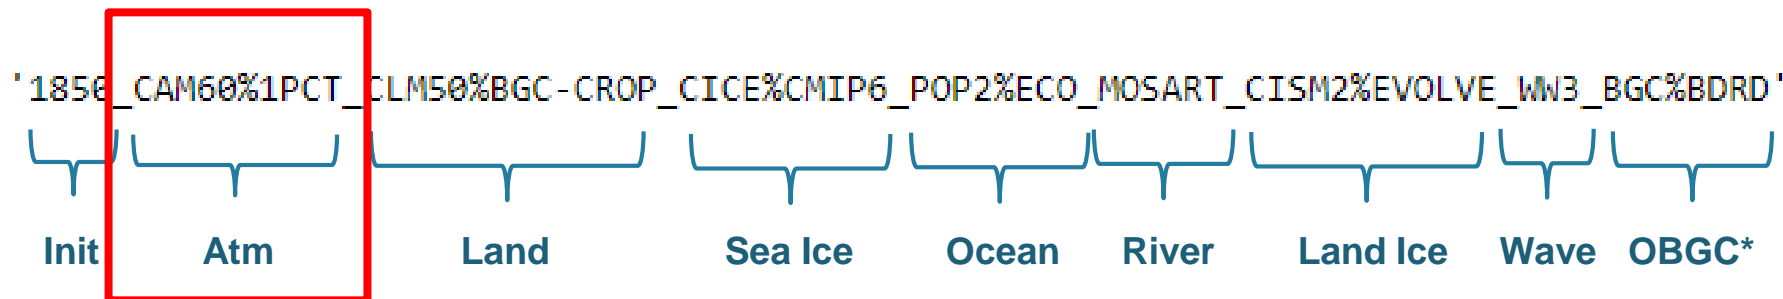 '1850_CAM60%1PCT_CLM50%BGC-CROP_CICE%CMIP6_POP2%ECO_MOSART_CISM2%EVOLVE_WW3_BGC%BDRD'
Init Atm Land Sea Ice Ocean River Land Ice Wave OBGC*